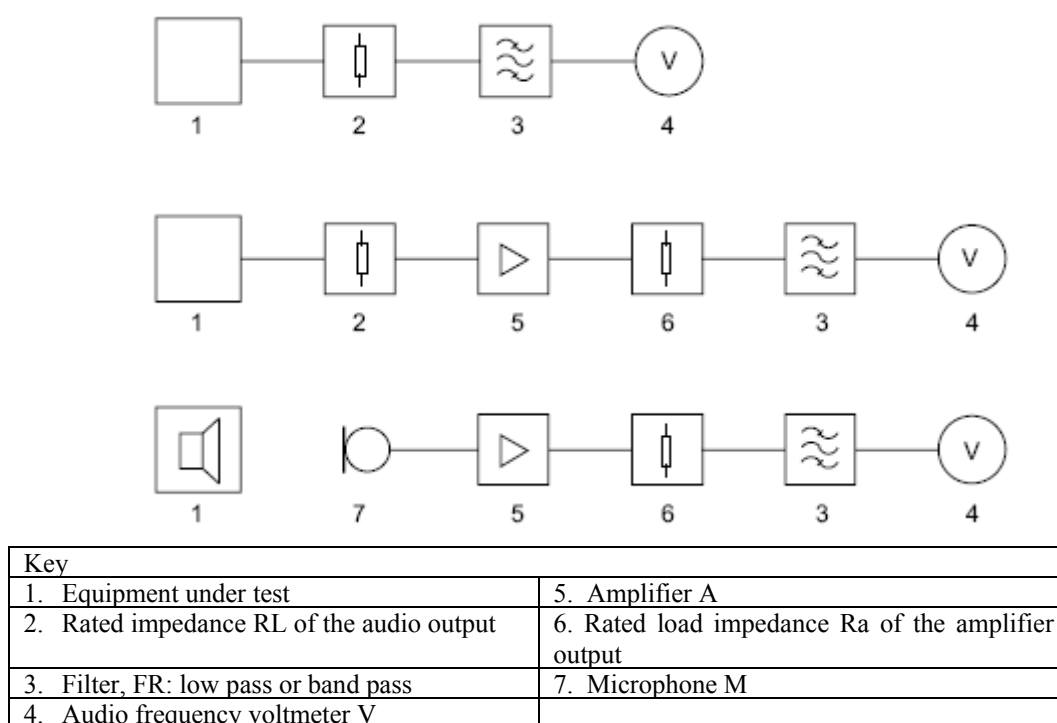 V
1 2 3 4
V
1 2 5 6 3 4
V
1 7 5 6 3 4
Key
1. Equipment under test
5. Amplifier A
2. Rated impedance RL of the audio output
6. Rated load impedance Ra of the amplifier
output
3. Filter, FR: low pass or band pass
7. Microphone M
4. Audio frequency voltmeter V